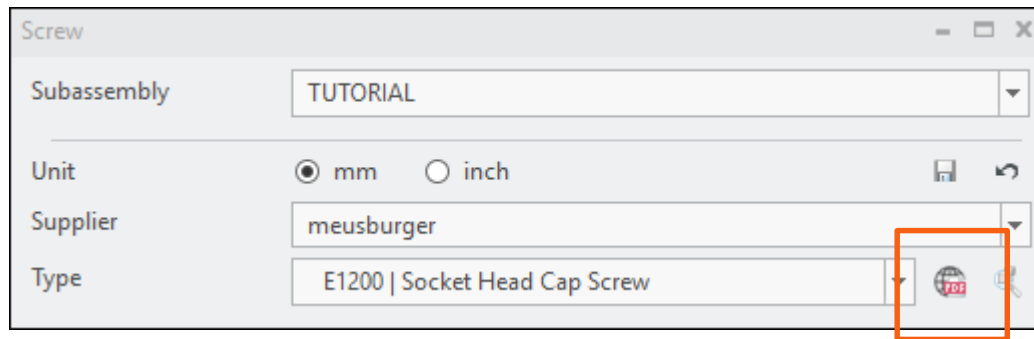 Screw
Subassembly TUTORIAL
Unit mm inch
Supplier meusburger
Type E1200 | Socket Head Cap Screw PDF